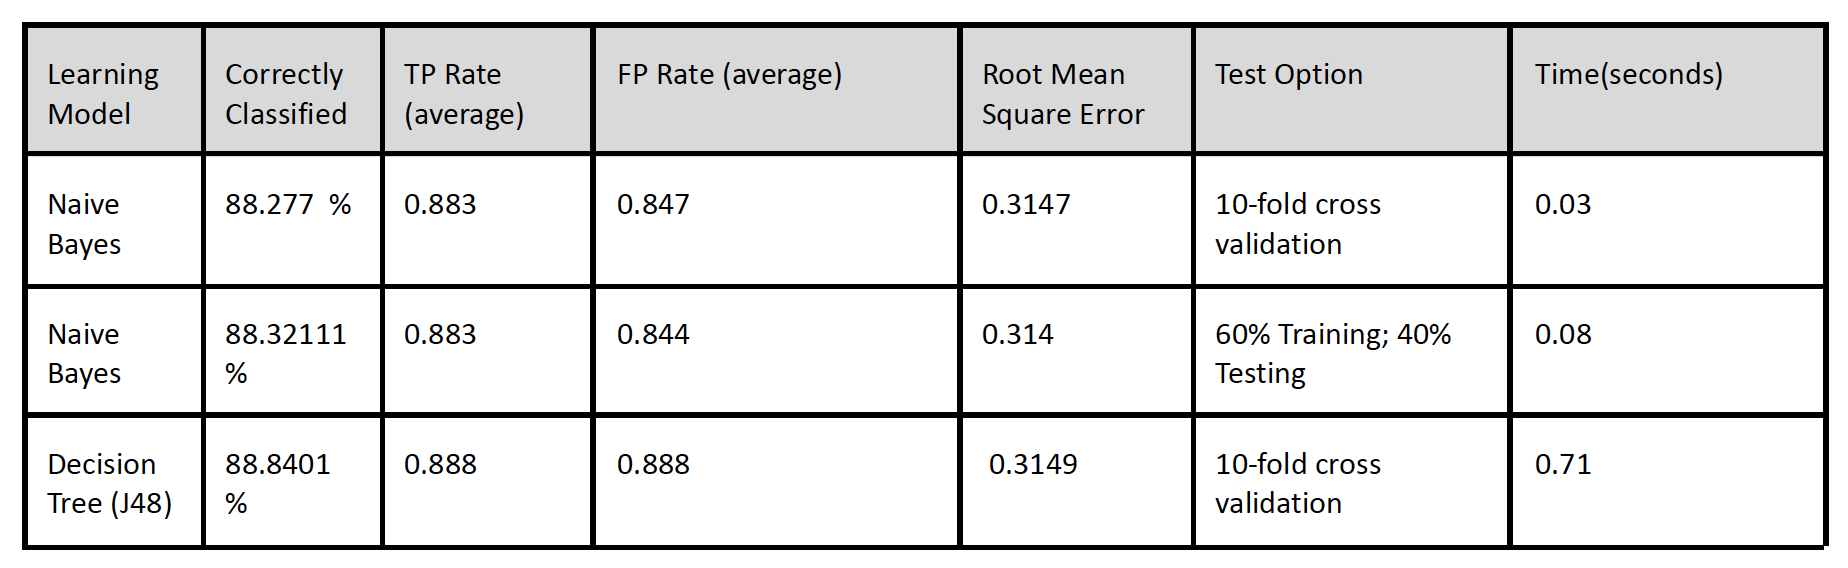 Learning Model | Correctly Classified | TP Rate (average) | FP Rate (average) | Root Mean Square Error | Test Option | Time(seconds)
Naive Bayes | 88.277 % | 0.883 | 0.847 | 0.3147 | 10-fold cross validation | 0.03
Naive Bayes | 88.32111 % | 0.883 | 0.844 | 0.314 | 60% Training; 40% Testing | 0.08
Decision Tree (J48) | 88.8401 % | 0.888 | 0.888 | 0.3149 | 10-fold cross validation | 0.71